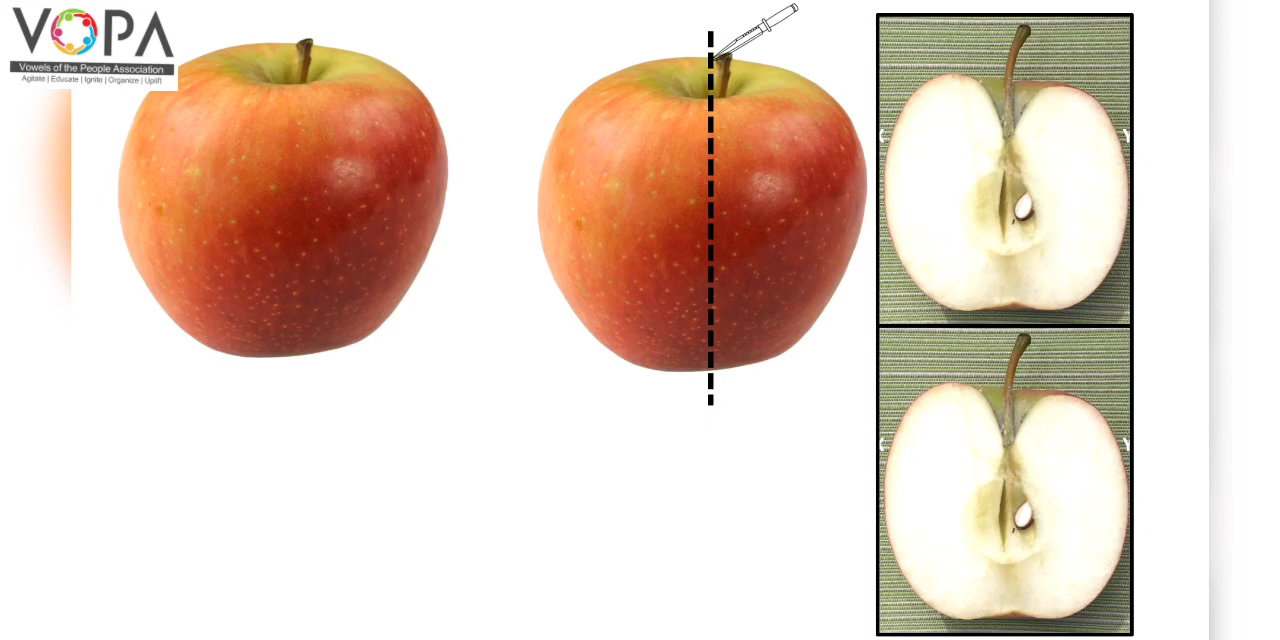 VOPA
Vowels of the People Association
Agitate | Educate | Ignite | Organize | Uplift